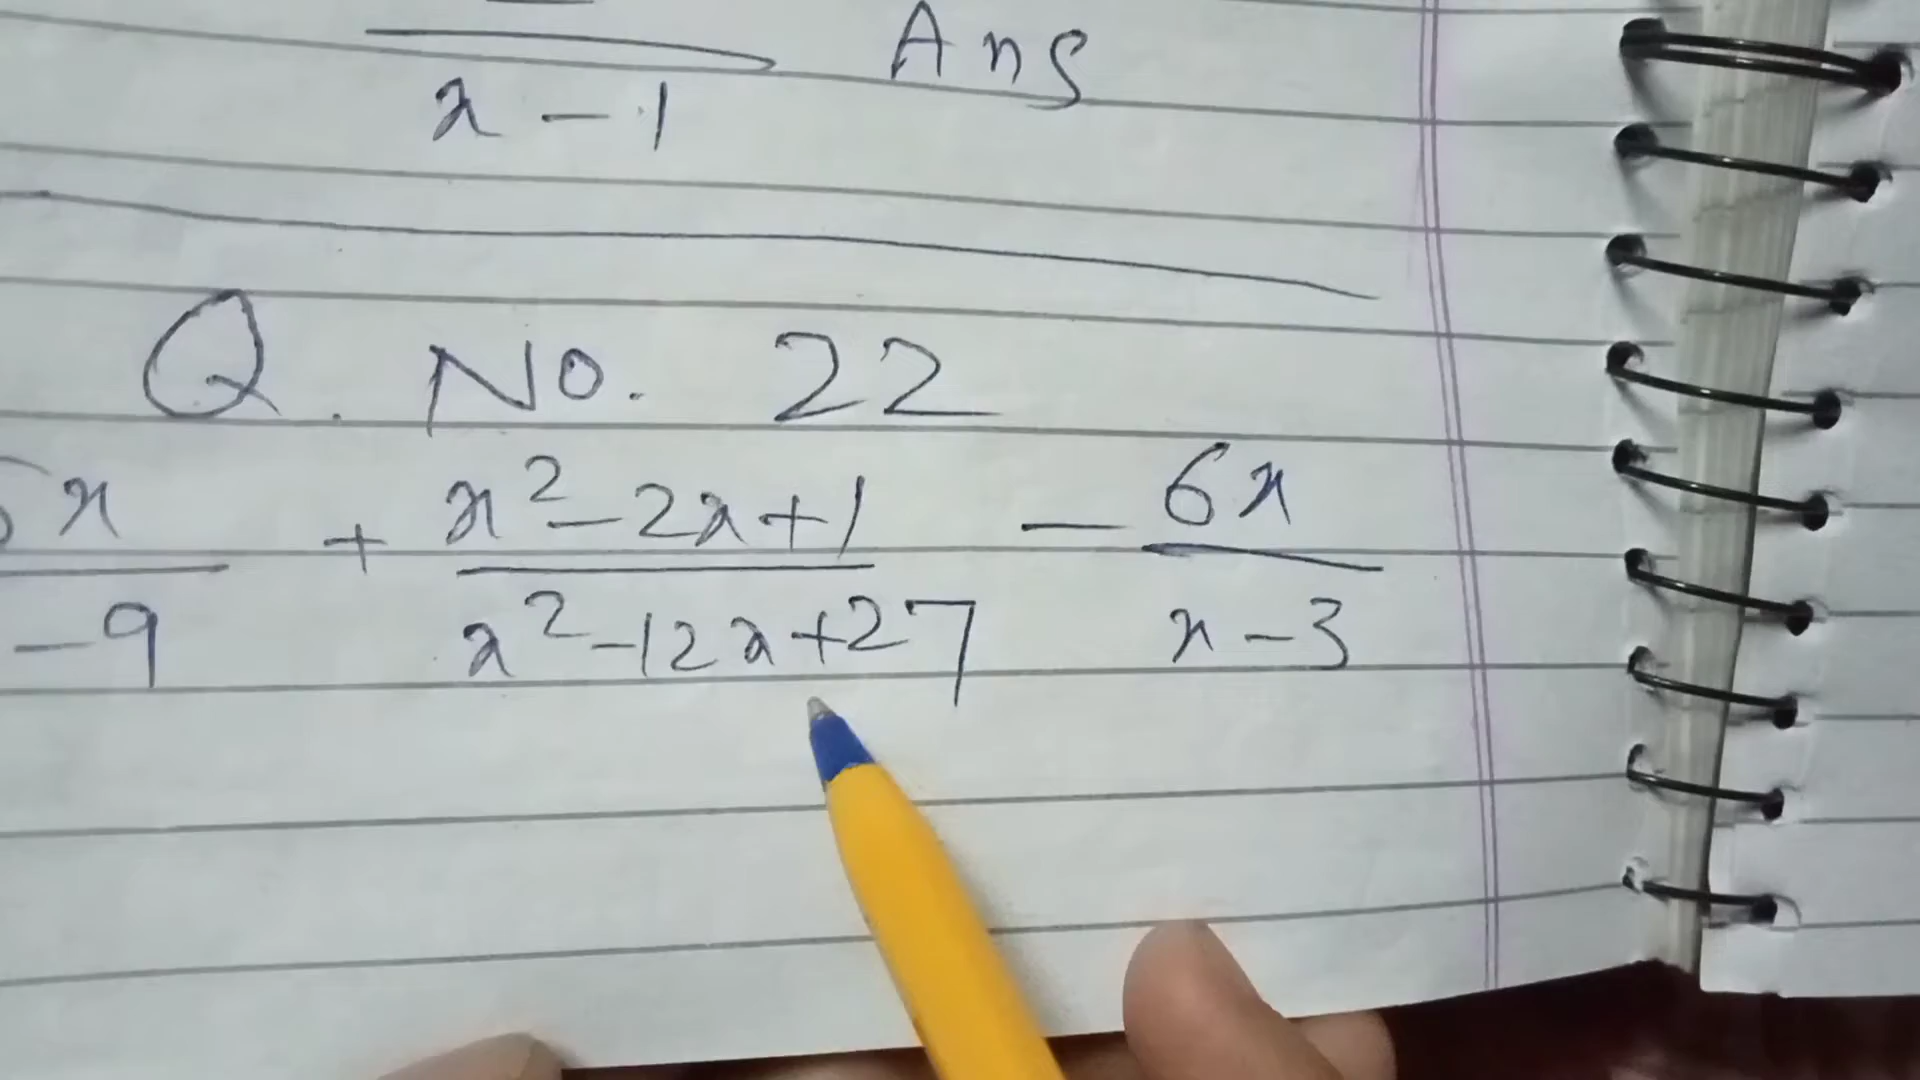 x - 1 Ans
Q. No. 22
x + x² - 2x + 1 - 6x
- 9 x² - 12x + 27 x - 3